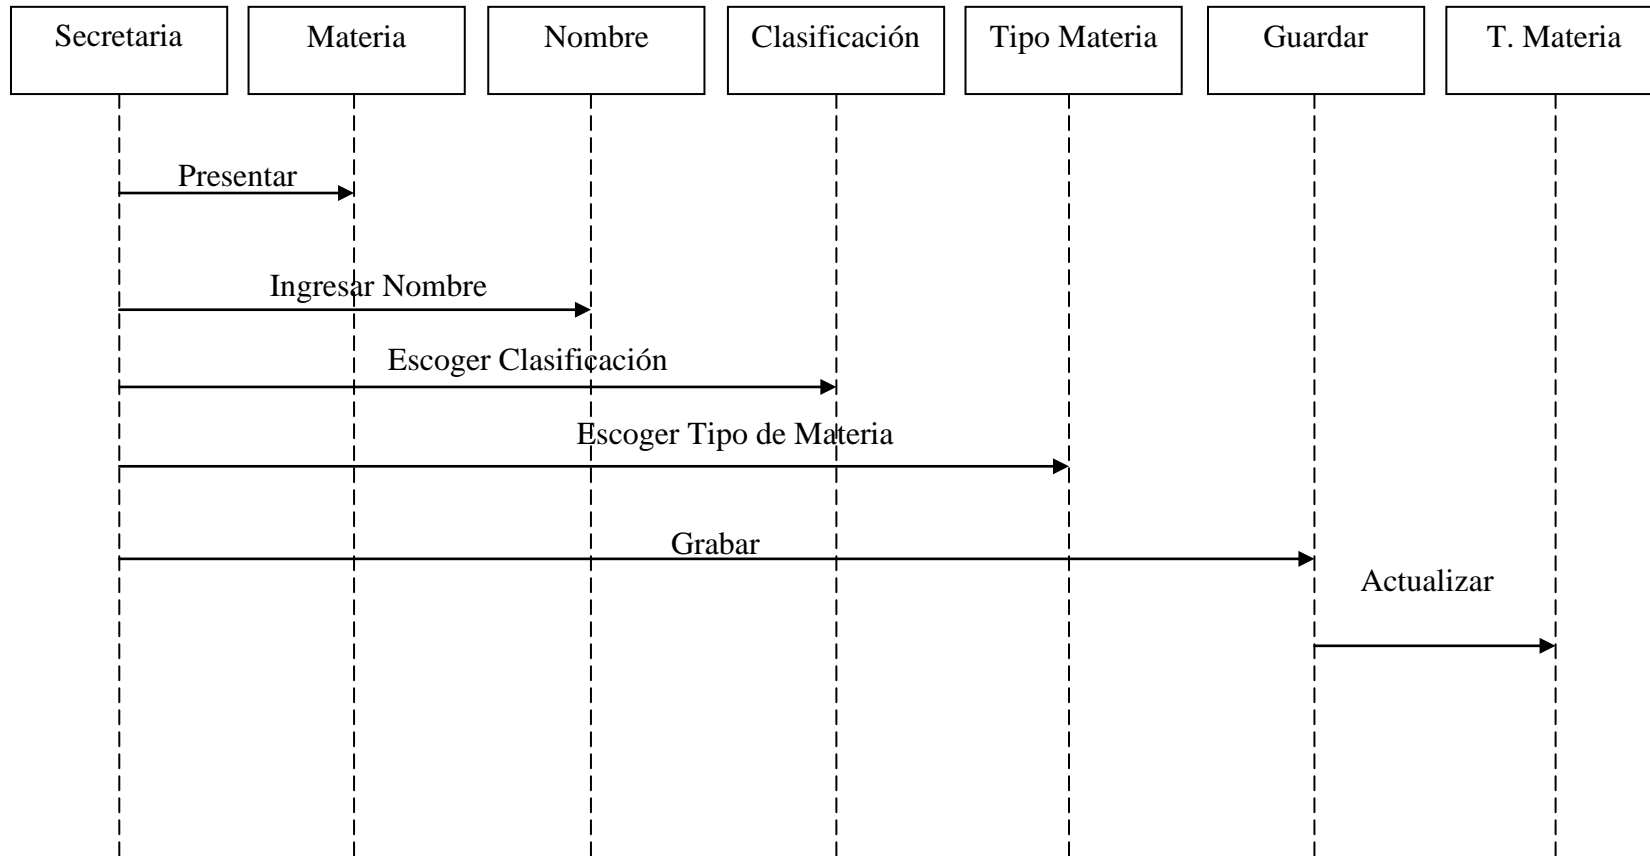 Secretaria
Materia
Nombre
Clasificación
Tipo Materia
Guardar
T. Materia
Presentar
Ingresar Nombre
Escoger Clasificación
Escoger Tipo de Materia
Grabar
Actualizar